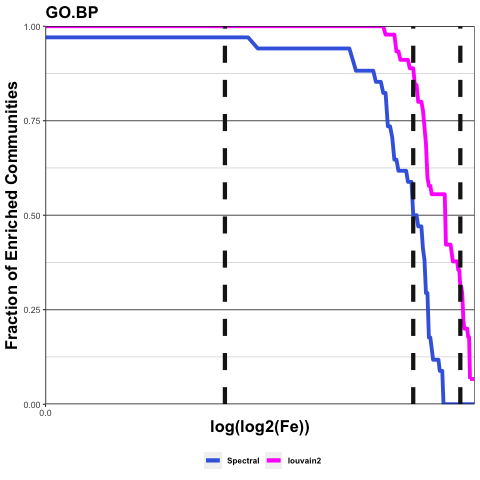 GO.BP
Fraction of Enriched Communities
1.00
0.75
0.50
0.25
0.00
0.0
log(log2(Fe))
Spectral
louvain2